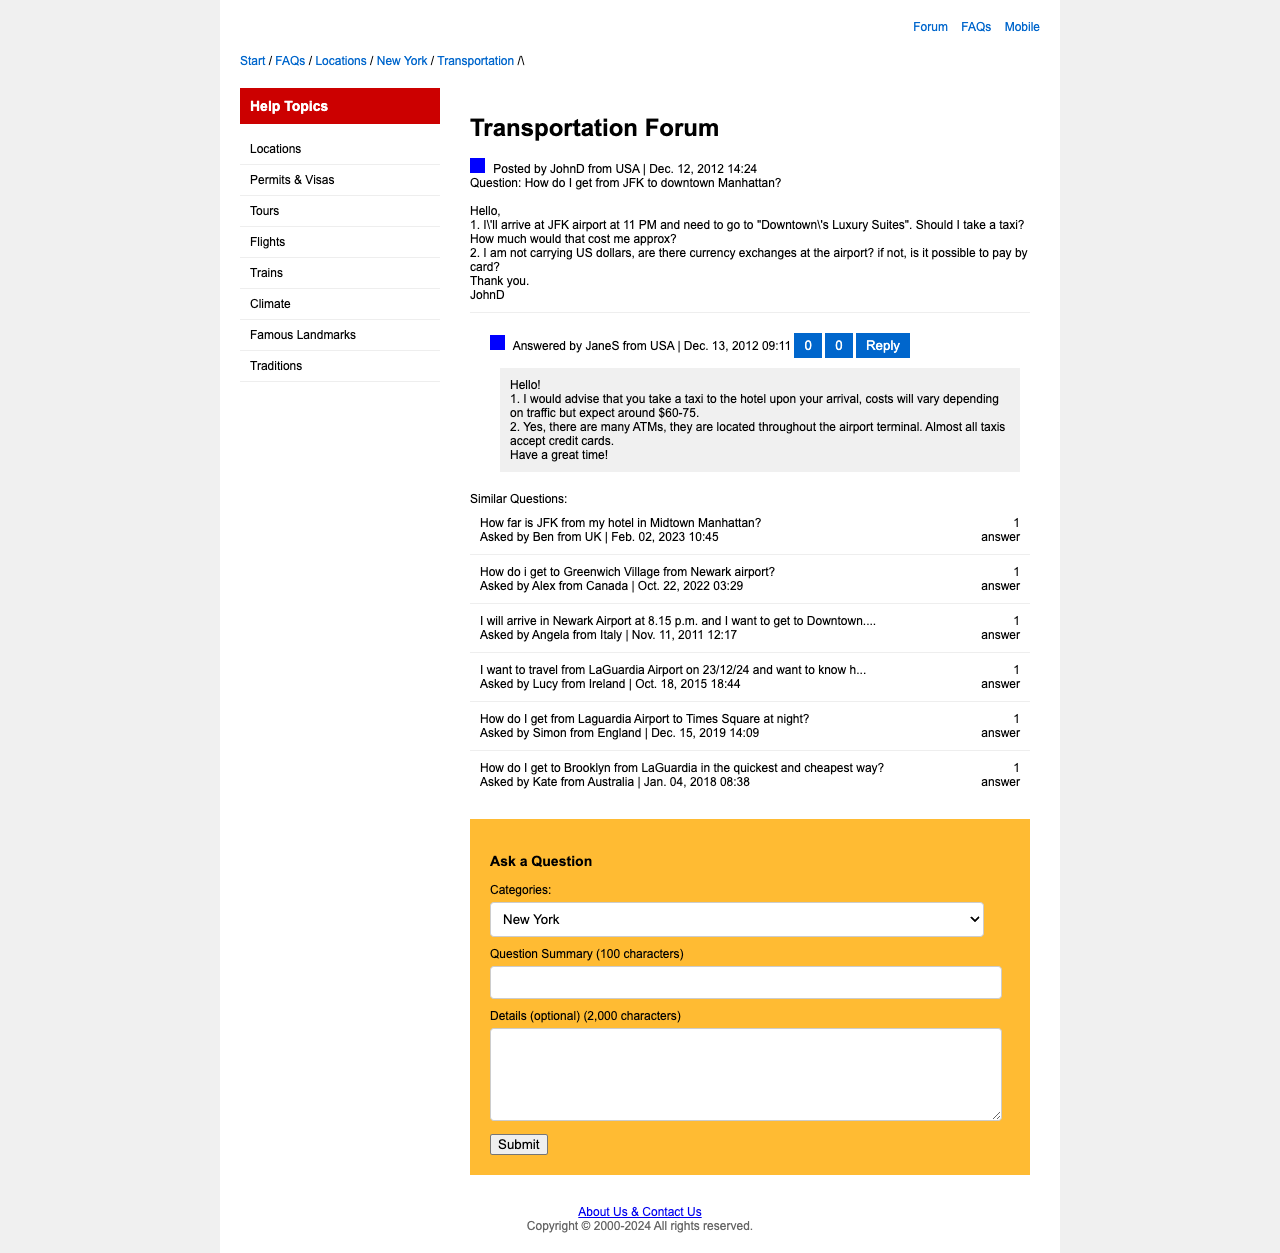 Forum FAQs Mobile
Start / FAQs / Locations / New York / Transportation /\
Help Topics
Locations
Permits & Visas
Tours
Flights
Trains
Climate
Famous Landmarks
Traditions
Transportation Forum
Posted by JohnD from USA | Dec. 12, 2012 14:24
Question: How do I get from JFK to downtown Manhattan?
Hello,
1. I\'ll arrive at JFK airport at 11 PM and need to go to "Downtown\'s Luxury Suites". Should I take a taxi?
How much would that cost me approx?
2. I am not carrying US dollars, are there currency exchanges at the airport? if not, is it possible to pay by
card?
Thank you.
JohnD
Answered by JaneS from USA | Dec. 13, 2012 09:11 0 0 Reply
Hello!
1. I would advise that you take a taxi to the hotel upon your arrival, costs will vary depending
on traffic but expect around $60-75.
2. Yes, there are many ATMs, they are located throughout the airport terminal. Almost all taxis
accept credit cards.
Have a great time!
Similar Questions:
How far is JFK from my hotel in Midtown Manhattan? 1
Asked by Ben from UK | Feb. 02, 2023 10:45 answer
How do i get to Greenwich Village from Newark airport? 1
Asked by Alex from Canada | Oct. 22, 2022 03:29 answer
I will arrive in Newark Airport at 8.15 p.m. and I want to get to Downtown.... 1
Asked by Angela from Italy | Nov. 11, 2011 12:17 answer
I want to travel from LaGuardia Airport on 23/12/24 and want to know h... 1
Asked by Lucy from Ireland | Oct. 18, 2015 18:44 answer
How do I get from Laguardia Airport to Times Square at night? 1
Asked by Simon from England | Dec. 15, 2019 14:09 answer
How do I get to Brooklyn from LaGuardia in the quickest and cheapest way? 1
Asked by Kate from Australia | Jan. 04, 2018 08:38 answer
Ask a Question
Categories:
New York
Question Summary (100 characters)
Details (optional) (2,000 characters)
Submit
About Us & Contact Us
Copyright © 2000-2024 All rights reserved.